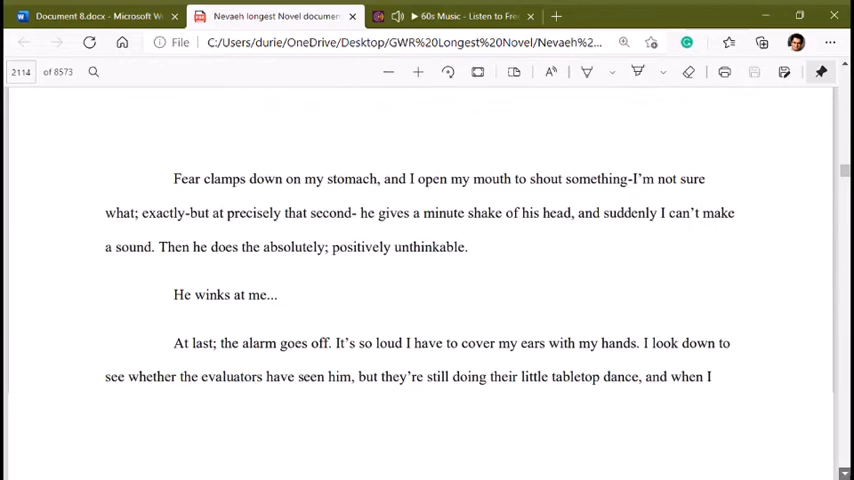 Document 8.docx - Microsoft W
Nevaeh longest Novel documen
60s Music - Listen to Fre
File
C:/Users/durie/OneDrive/Desktop/GWR%20Longest%20Novel/Nevaeh%2...
2114 of 8573
Fear clamps down on my stomach, and I open my mouth to shout something-I'm not sure
what; exactly-but at precisely that second- he gives a minute shake of his head, and suddenly I can't make
a sound. Then he does the absolutely; positively unthinkable.
He winks at me...
At last; the alarm goes off. It's so loud I have to cover my ears with my hands. I look down to
see whether the evaluators have seen him, but they're still doing their little tabletop dance, and when I